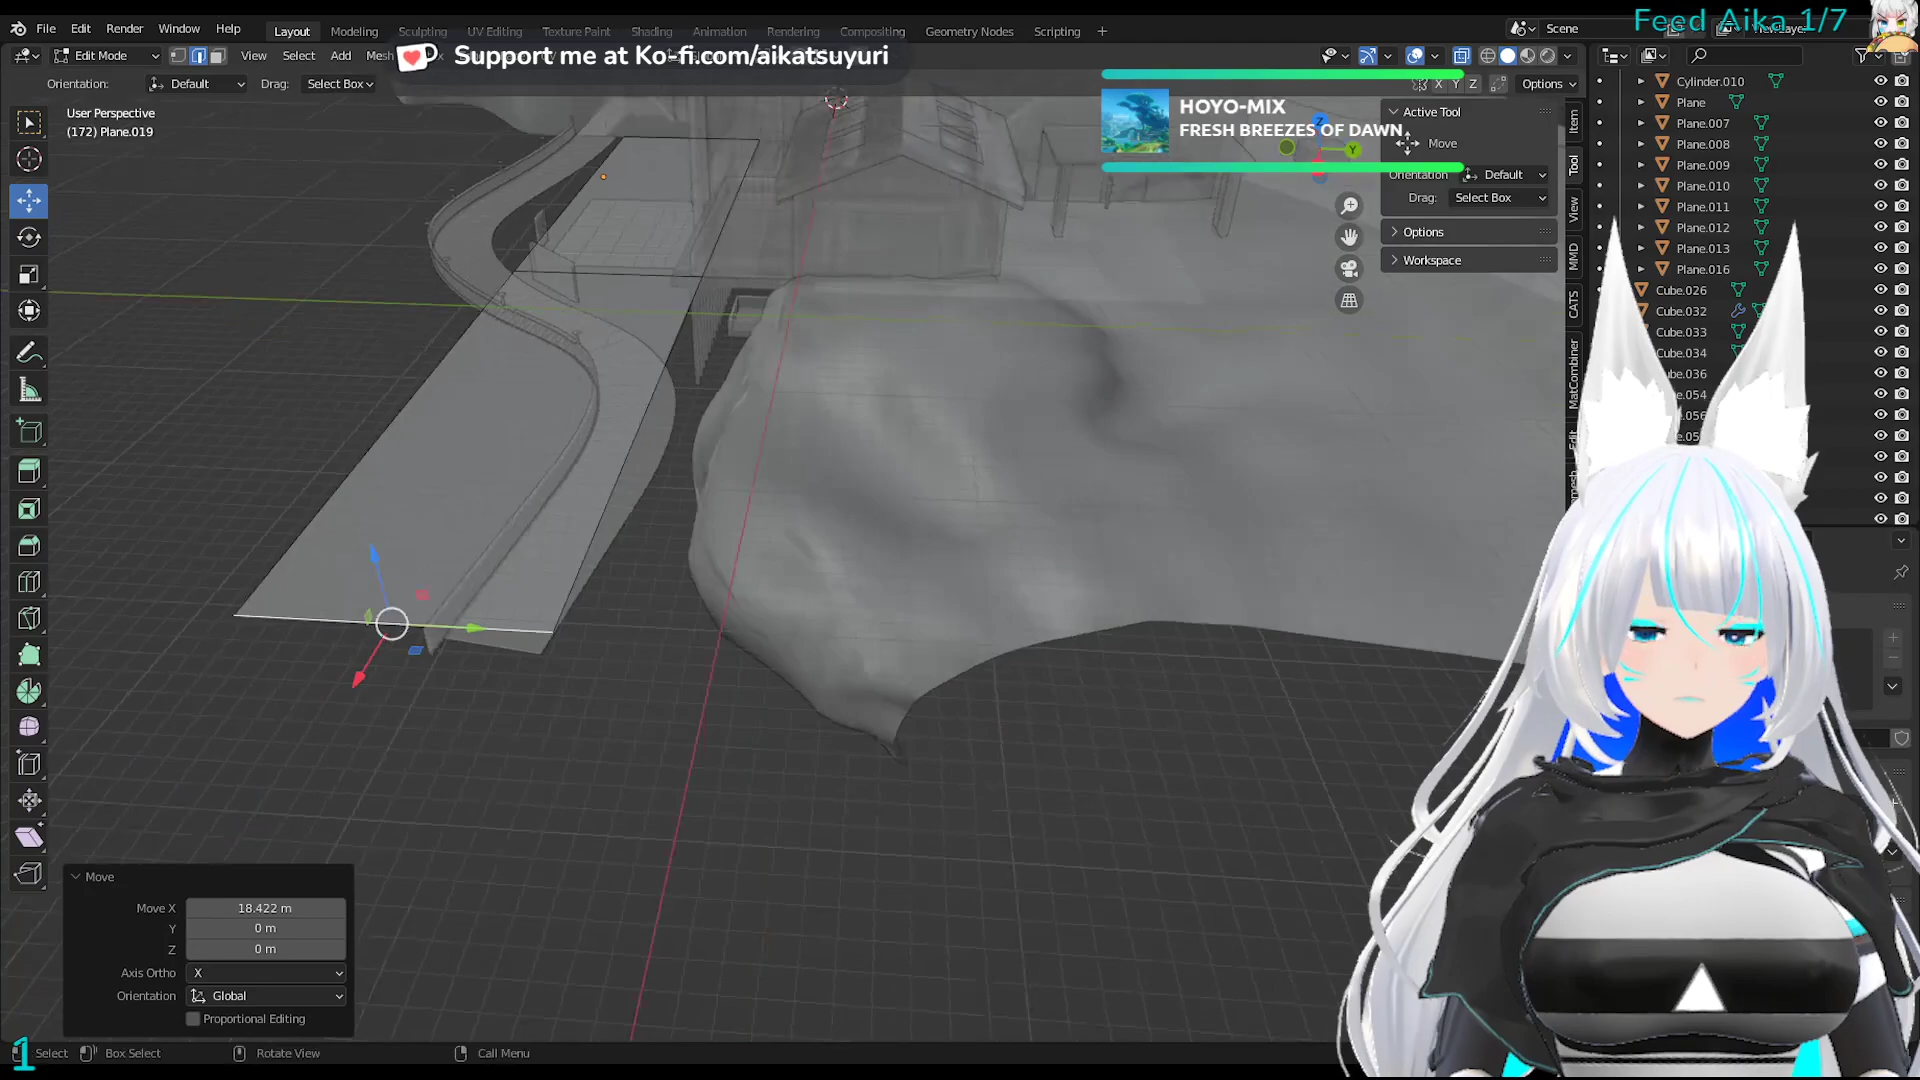 File Edit Render Window Help Layout Modeling Sculpting UV Editing Texture Paint Shading Animation Rendering Compositing Geometry Nodes Scripting + Scene
Feed Aika 1/7
Edit Mode View Select Add Mesh
Support me at Ko-fi.com/aikatsuyuri
Orientation: Default Drag: Select Box
X Y Z Options
User Perspective
(172) Plane.019
HOYO-MIX
FRESH BREEZES OF DAWN
Z
Y
Active Tool
Move
Orientation Default
Drag: Select Box
Options
Workspace
Item
Tool
View
MMD
CATS
MatCombiner
Edit
Cylinder.010
Plane
Plane.007
Plane.008
Plane.009
Plane.010
Plane.011
Plane.012
Plane.013
Plane.016
Cube.026
Cube.032
Cube.033
Cube.034
Move
Move X 18.422 m
Y 0 m
Z 0 m
Axis Ortho X
Orientation Global
Proportional Editing
1
Select Box Select Rotate View Call Menu